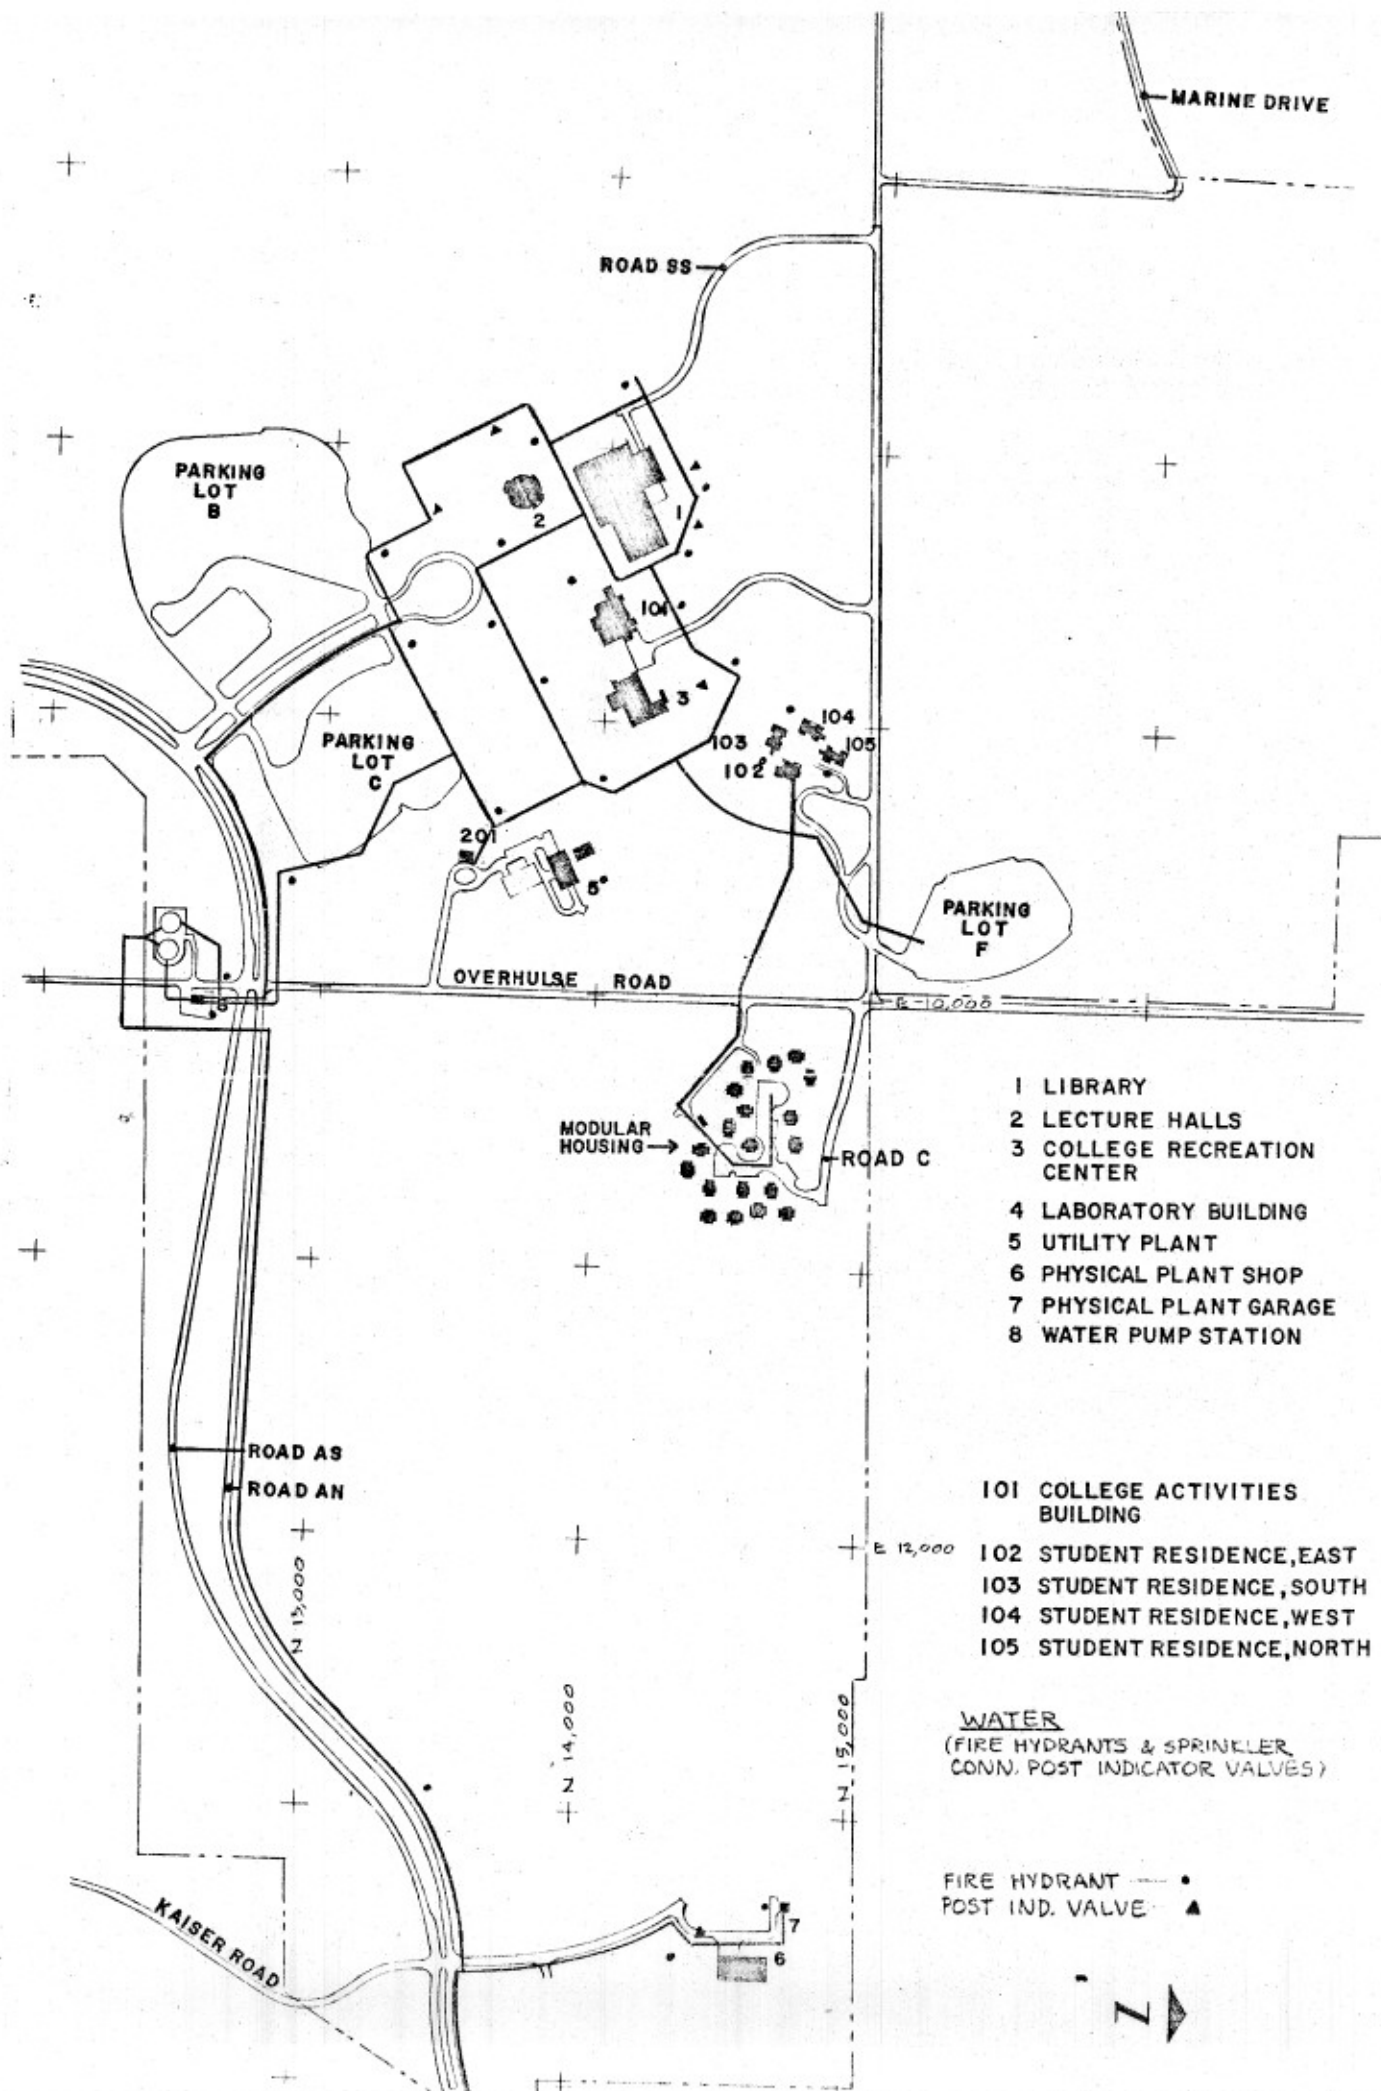 MARINE DRIVE
ROAD SS
PARKING
LOT
B
2
1
101
3
PARKING
LOT
C
103
104
105
102
201
5
PARKING
LOT
F
OVERHULSE ROAD
8
E 10,000
MODULAR
HOUSING
ROAD C
1 LIBRARY
2 LECTURE HALLS
3 COLLEGE RECREATION
CENTER
4 LABORATORY BUILDING
5 UTILITY PLANT
6 PHYSICAL PLANT SHOP
7 PHYSICAL PLANT GARAGE
8 WATER PUMP STATION
ROAD AS
ROAD AN
101 COLLEGE ACTIVITIES
BUILDING
102 STUDENT RESIDENCE, EAST
103 STUDENT RESIDENCE, SOUTH
104 STUDENT RESIDENCE, WEST
105 STUDENT RESIDENCE, NORTH
E 12,000
N 13,000
N 14,000
N 15,000
WATER
(FIRE HYDRANTS & SPRINKLER
CONN. POST INDICATOR VALUES)
FIRE HYDRANT
POST IND. VALVE
KAISER ROAD
7
6
N